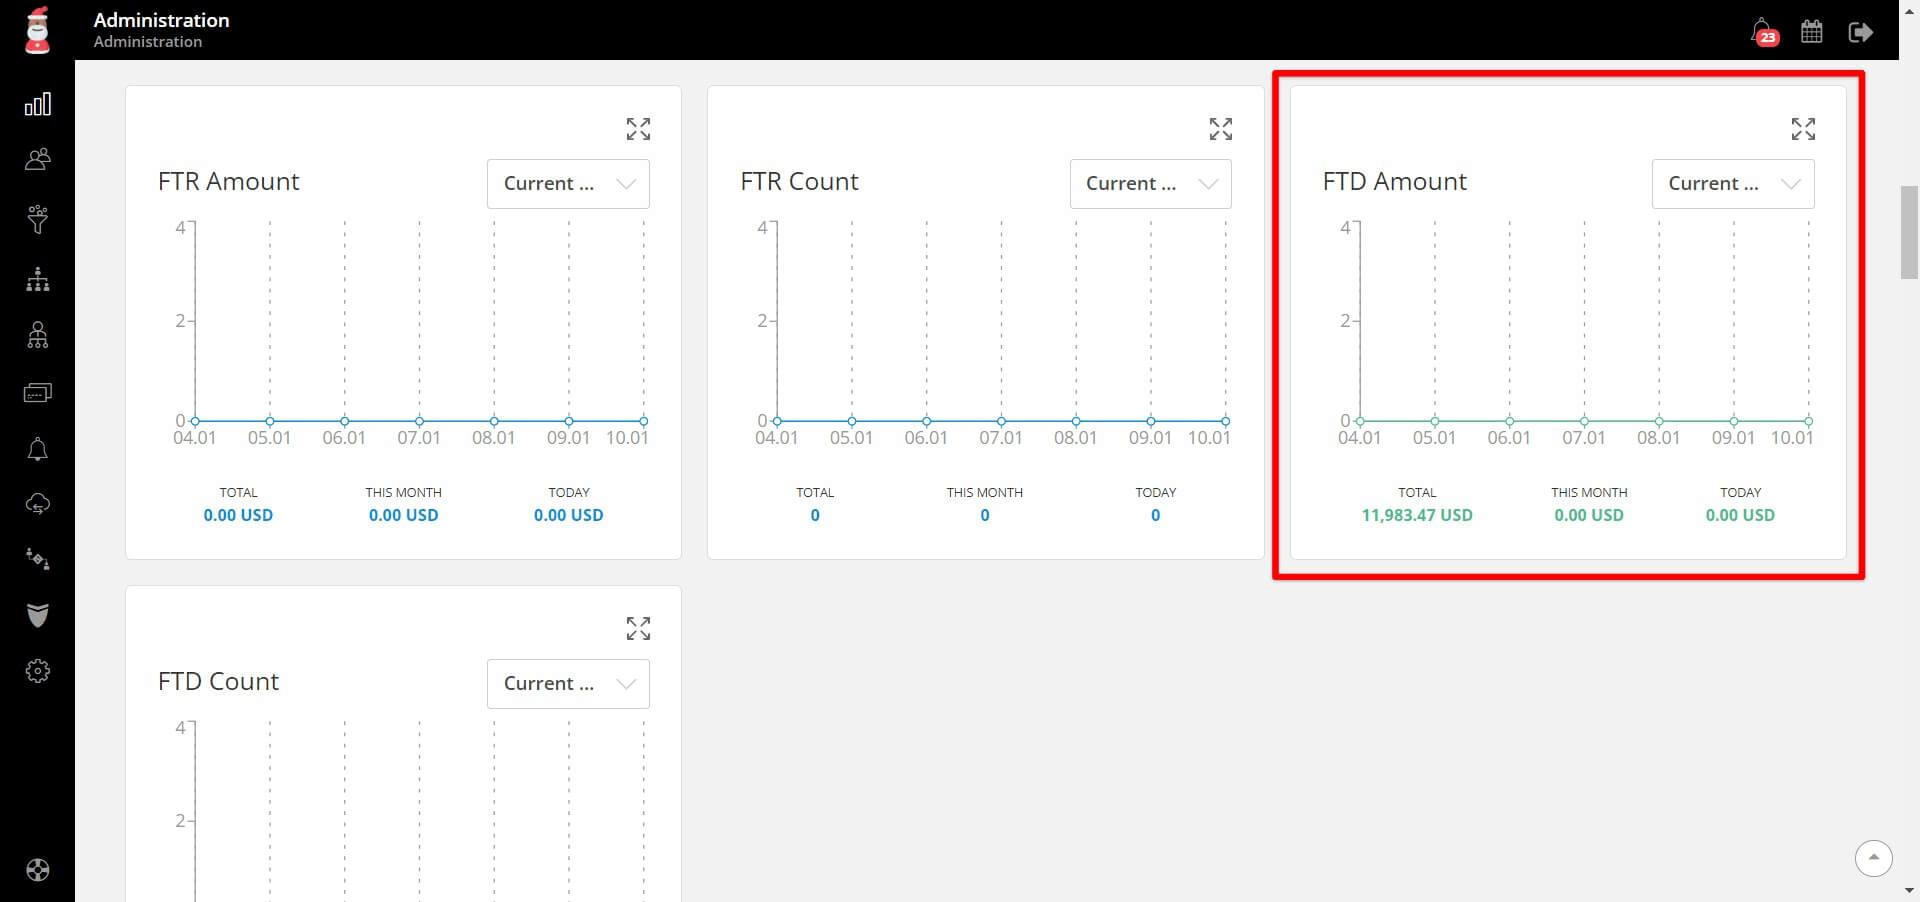 Administration
Administration
23
FTR Amount
Current ...
4
2
0
04.01 05.01 06.01 07.01 08.01 09.01 10.01
TOTAL THIS MONTH TODAY
0.00 USD 0.00 USD 0.00 USD
FTR Count
Current ...
4
2
0
04.01 05.01 06.01 07.01 08.01 09.01 10.01
TOTAL THIS MONTH TODAY
0 0 0
FTD Amount
Current ...
4
2
0
04.01 05.01 06.01 07.01 08.01 09.01 10.01
TOTAL THIS MONTH TODAY
11,983.47 USD 0.00 USD 0.00 USD
FTD Count
Current ...
4
2